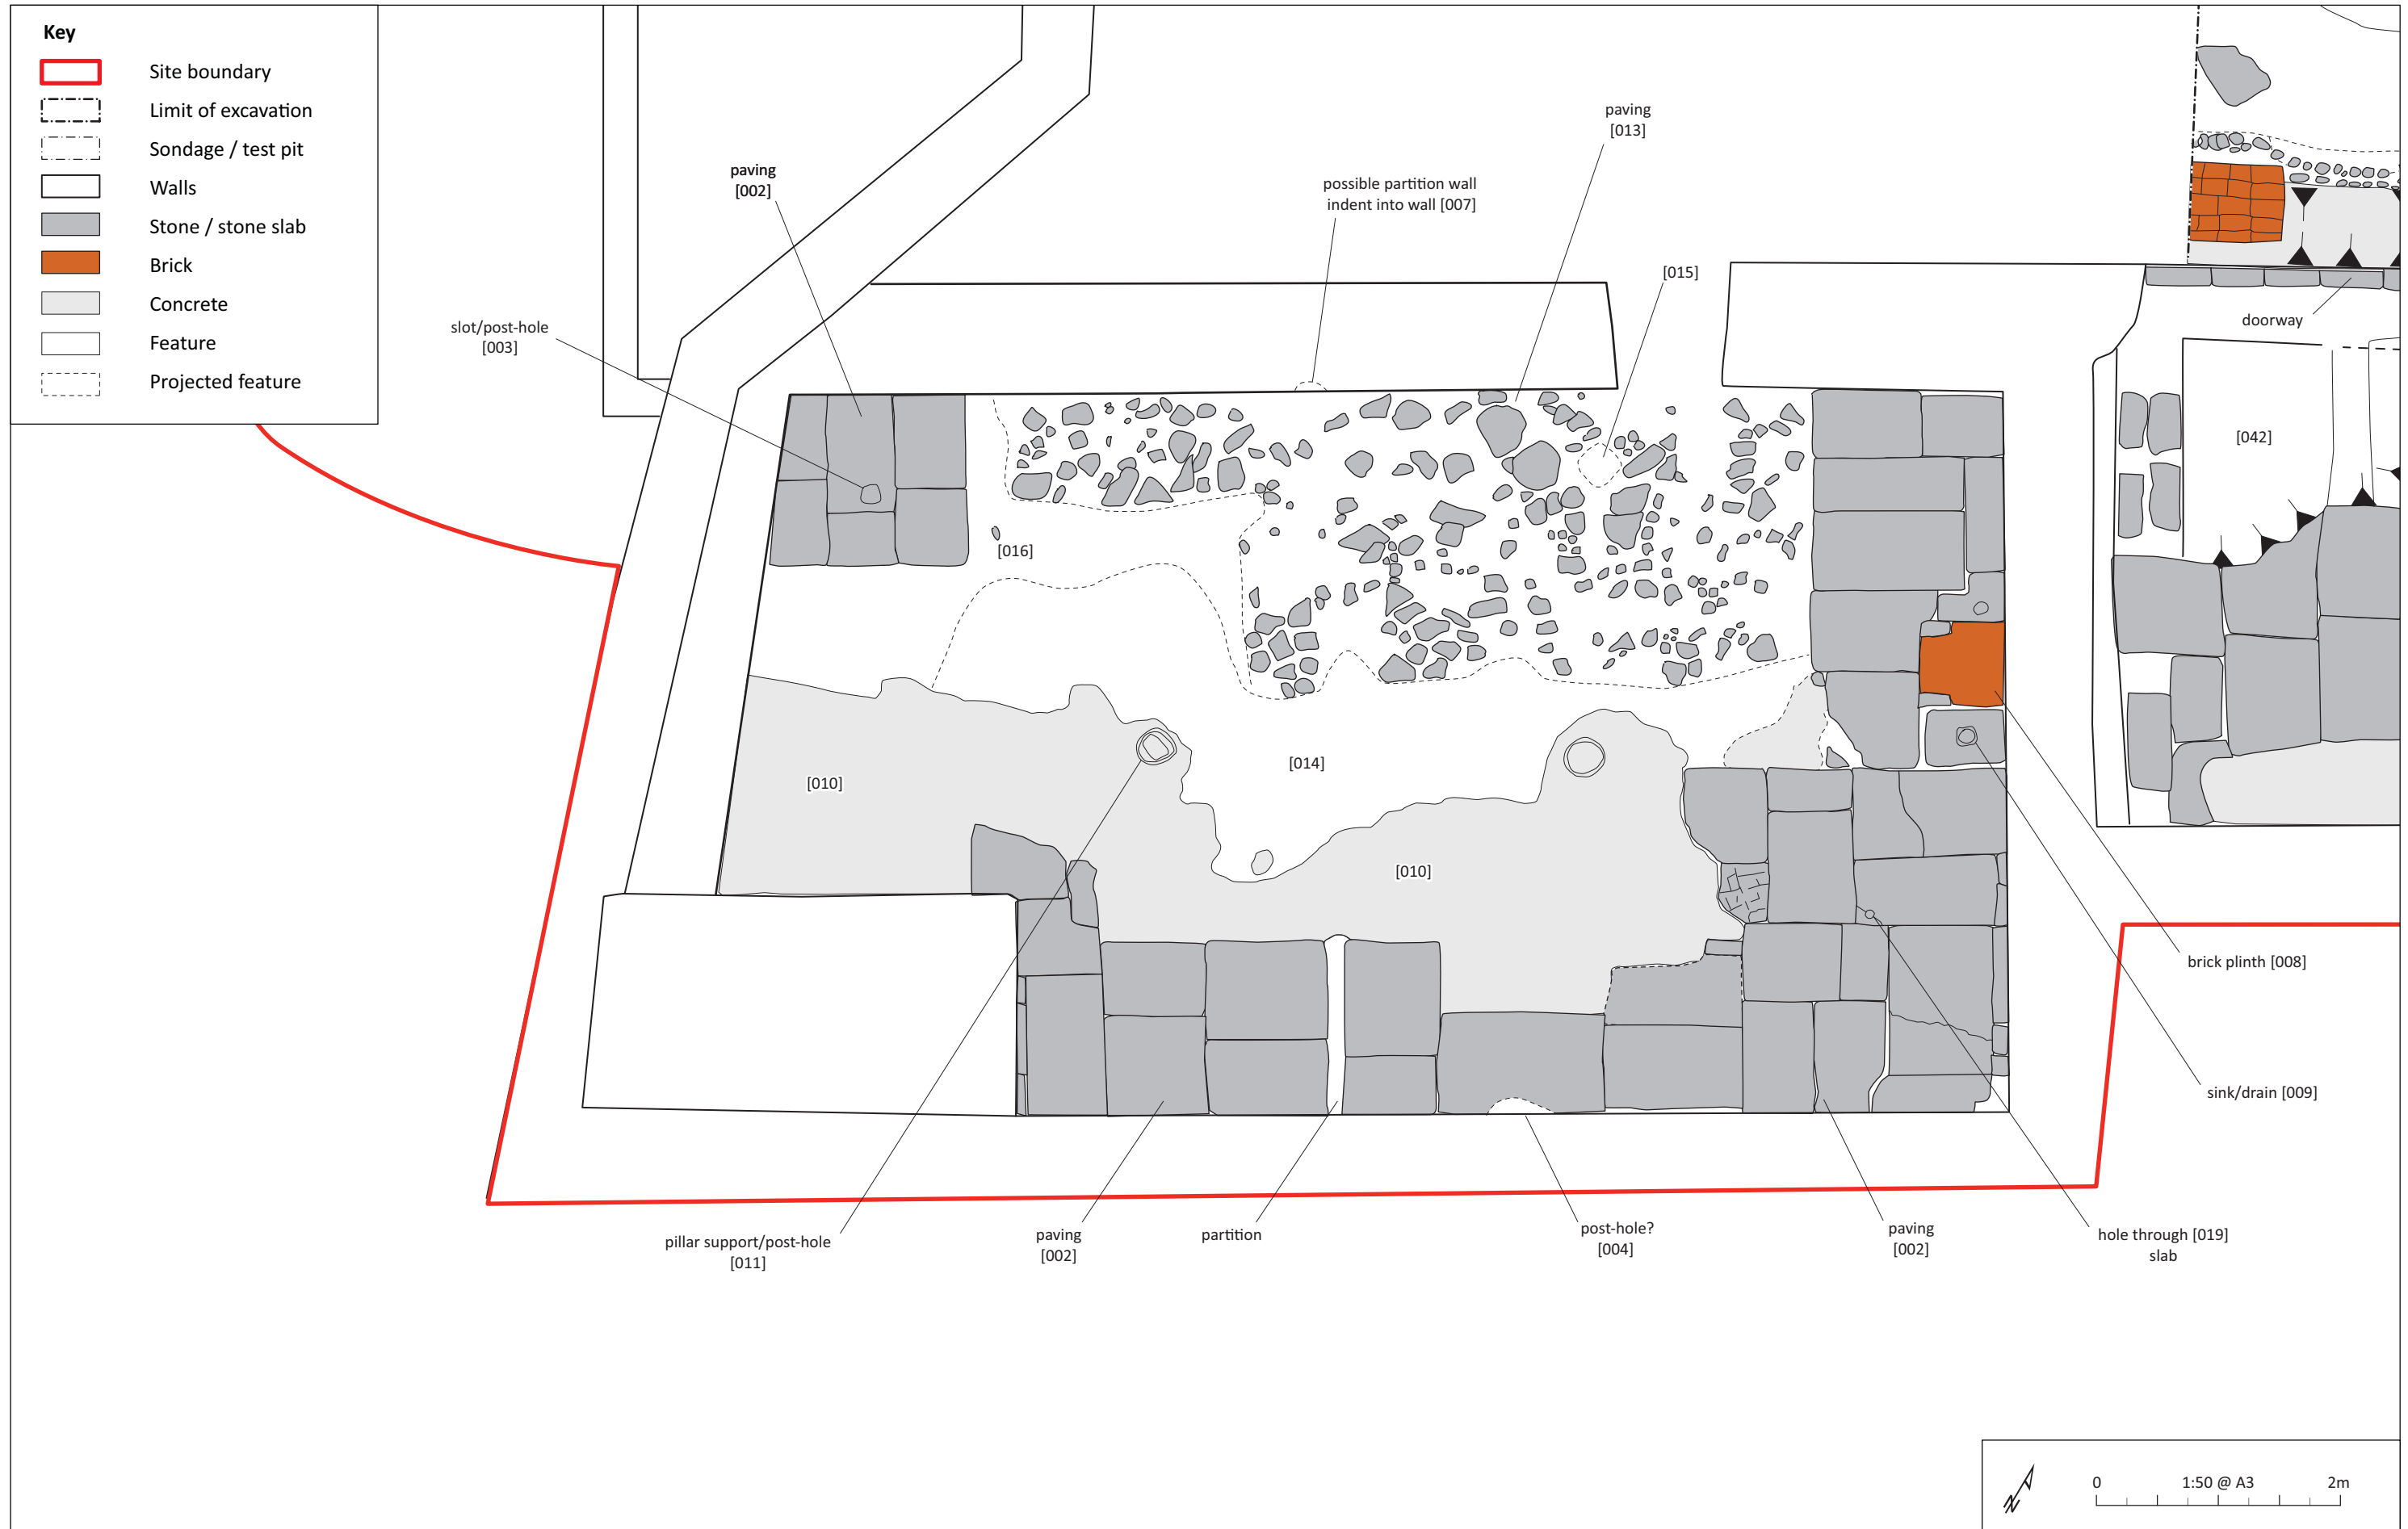 Key
Site boundary
Limit of excavation
Sondage / test pit
Walls
Stone / stone slab
Brick
Concrete
Feature
Projected feature
paving
[013]
paving
[002]
possible partition wall
indent into wall [007]
[015]
slot/post-hole
[003]
doorway
[042]
[016]
[014]
[010]
[010]
brick plinth [008]
sink/drain [009]
pillar support/post-hole
[011]
paving
[002]
partition
post-hole?
[004]
paving
[002]
hole through [019]
slab
N
0 1:50 @ A3 2m